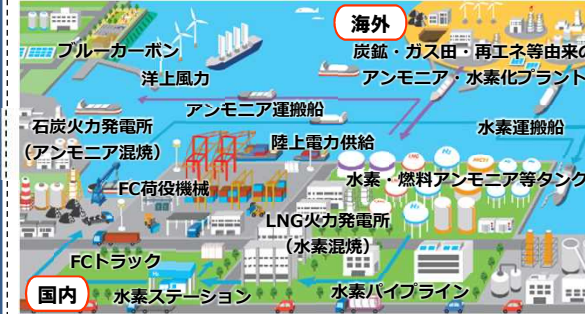 海外
炭鉱・ガス田・再エネ等由来の
アンモニア・水素化プラント
ブルーカーボン
洋上風力
アンモニア運搬船
水素運搬船
石炭火力発電所
（アンモニア混焼）
陸上電力供給
水素・燃料アンモニア等タンク
FC荷役機械
LNG火力発電所
（水素混焼）
FCトラック
国内
水素ステーション
水素パイプライン